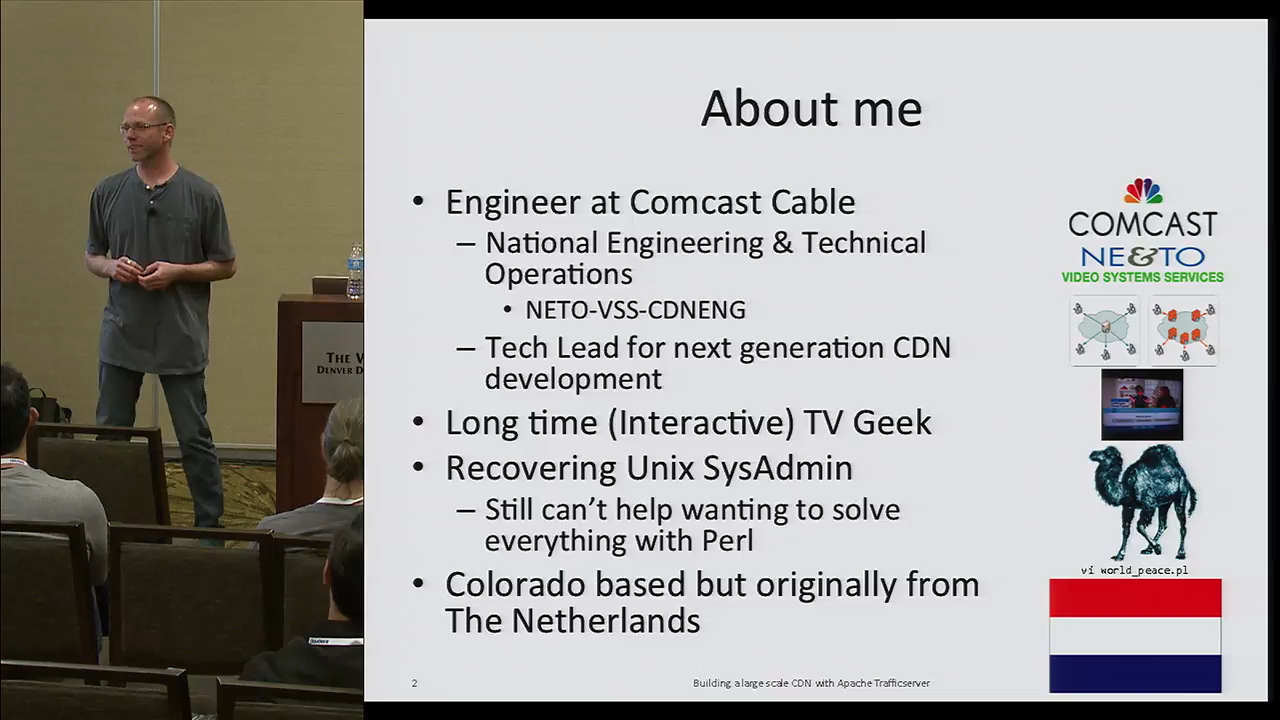 About me
• Engineer at Comcast Cable
– National Engineering & Technical
Operations
• NETO-VSS-CDNENG
– Tech Lead for next generation CDN
development
• Long time (Interactive) TV Geek
• Recovering Unix SysAdmin
– Still can't help wanting to solve
everything with Perl
• Colorado based but originally from
The Netherlands
COMCAST
NE&TO
VIDEO SYSTEMS SERVICES
vi world_peace.pl
2
Building a large scale CDN with Apache Trafficserver
THE
DENVER